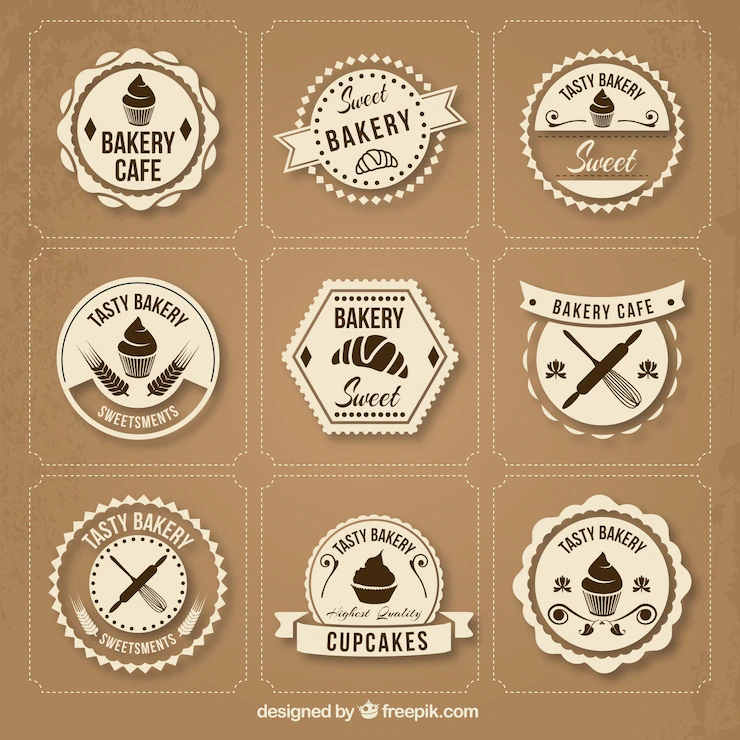 BAKERY
CAFE
Sweet
BAKERY
TASTY BAKERY
Sweet
TASTY BAKERY
SWEETSMENTS
BAKERY
Sweet
BAKERY CAFE
TASTY BAKERY
SWEETSMENTS
TASTY BAKERY
Highest Quality
CUPCAKES
TASTY BAKERY
designed by freepik.com